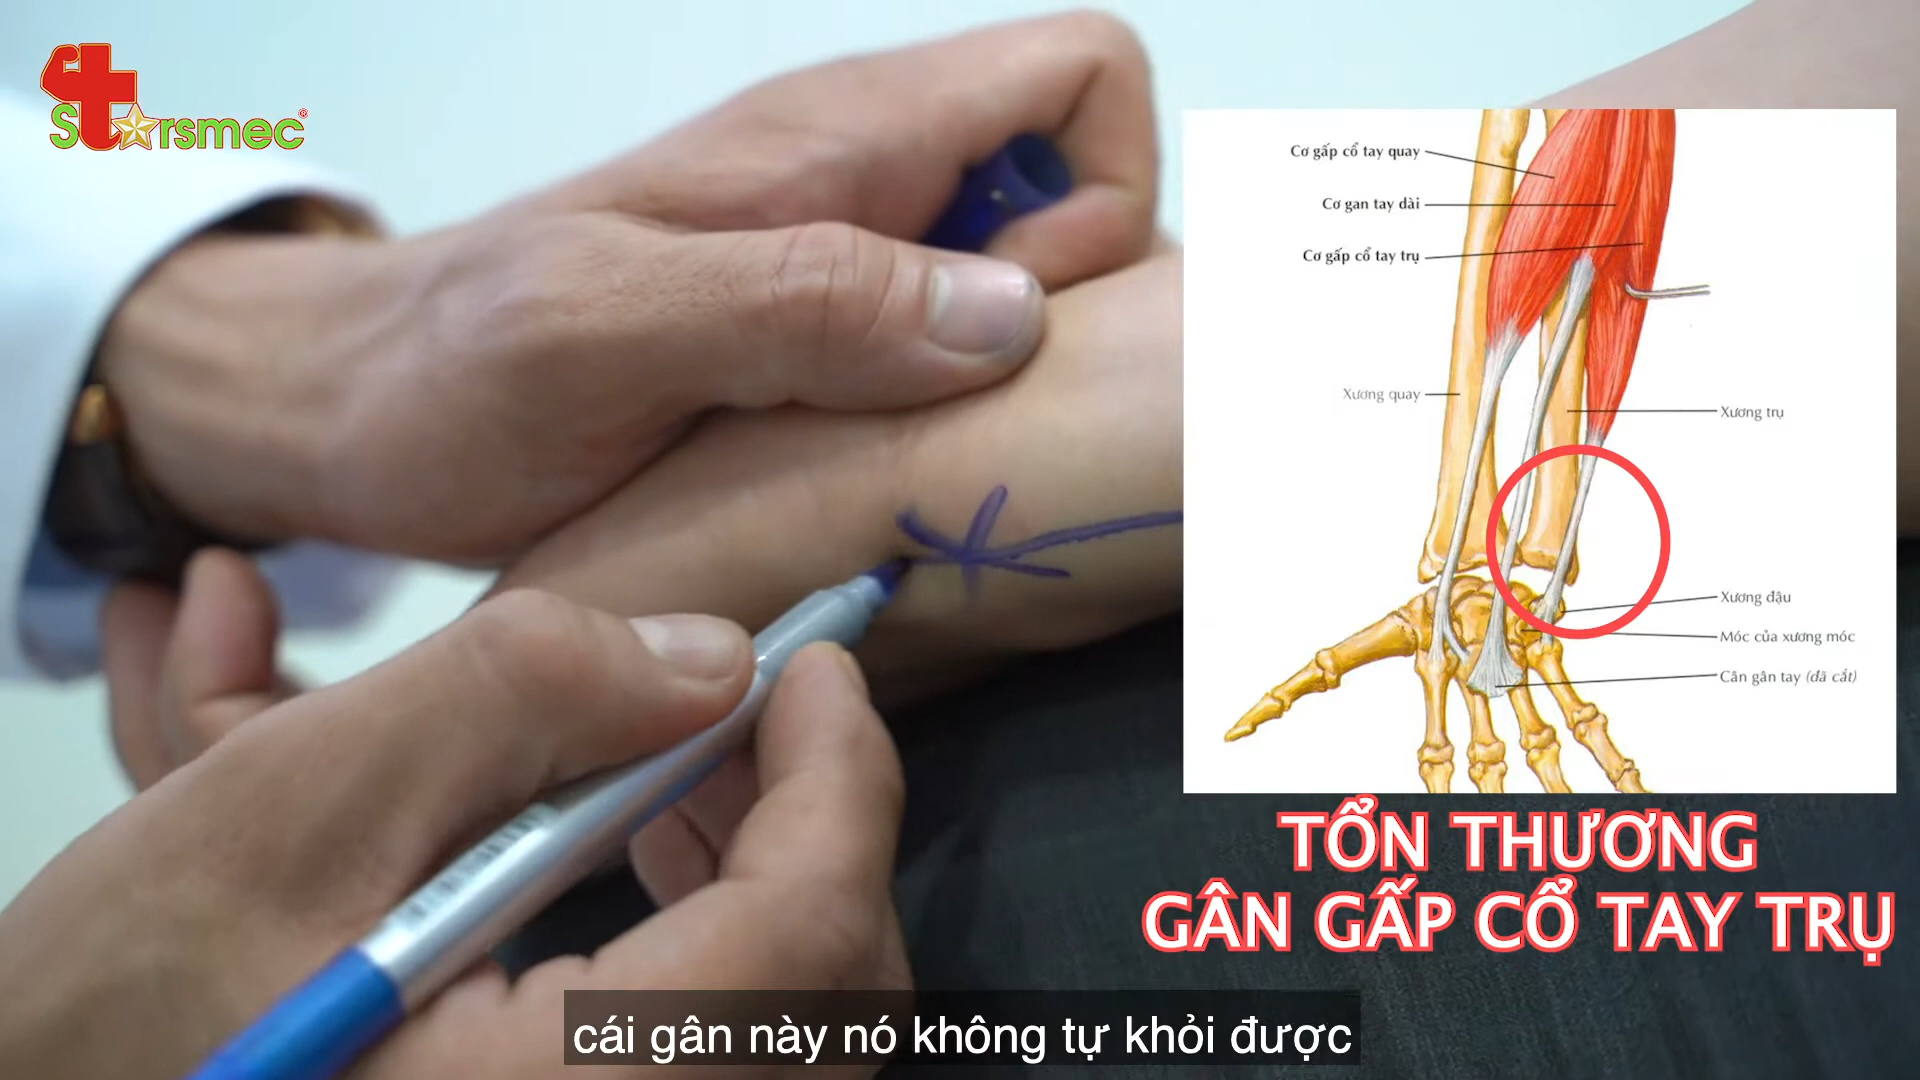 Starsmec®
Cơ gấp cổ tay quay
Cơ gan tay dài
Cơ gấp cổ tay trụ
Xương quay
Xương trụ
Xương đậu
Móc của xương móc
Cân gân tay (đã cắt)
TỔN THƯƠNG
GÂN GẤP CỔ TAY TRỤ
cái gân này nó không tự khỏi được